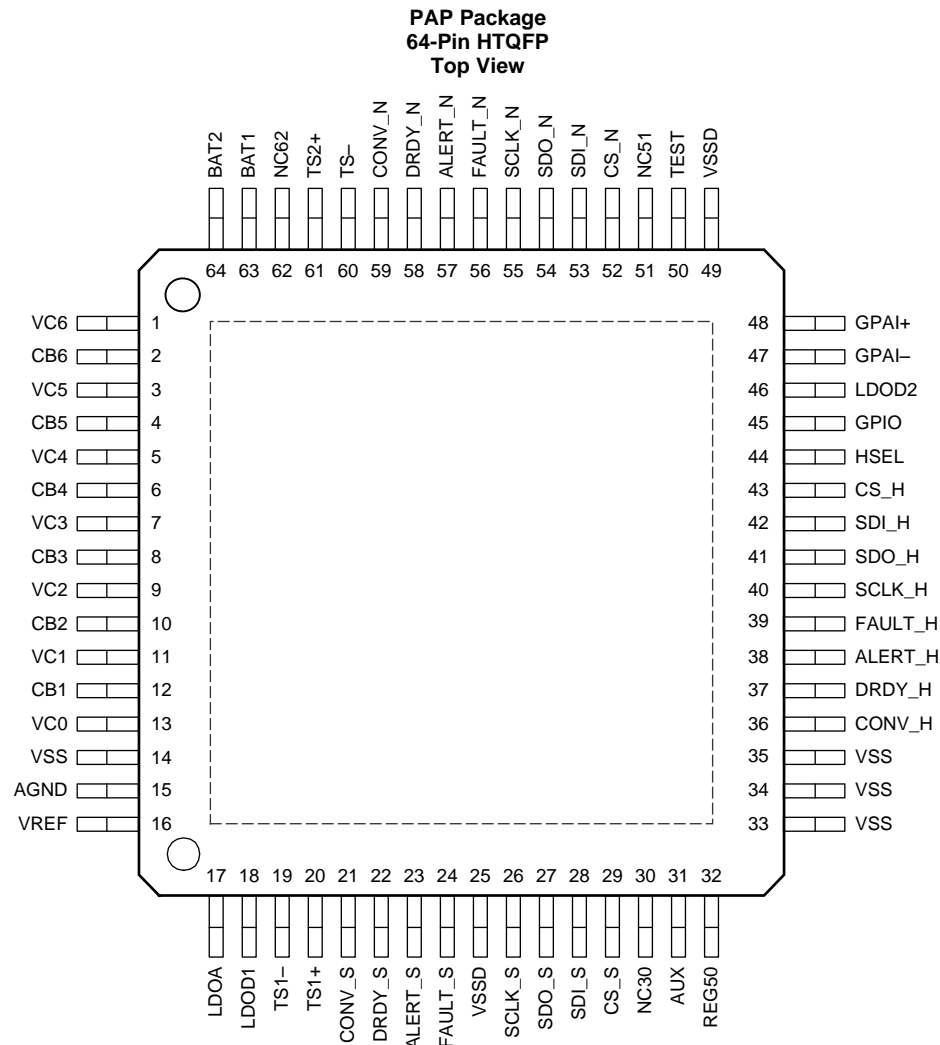 PAP Package
64-Pin HTQFP
Top View
BAT2
BAT1
NC62
TS2+
TS–
CONV_N
DRDY_N
ALERT_N
FAULT_N
SCLK_N
SDO_N
SDI_N
CS_N
NC51
TEST
VSSD
64 63 62 61 60 59 58 57 56 55 54 53 52 51 50 49
VC6 1 48 GPAI+
CB6 2 47 GPAI–
VC5 3 46 LDOD2
CB5 4 45 GPIO
VC4 5 44 HSEL
CB4 6 43 CS_H
VC3 7 42 SDI_H
CB3 8 41 SDO_H
VC2 9 40 SCLK_H
CB2 10 39 FAULT_H
VC1 11 38 ALERT_H
CB1 12 37 DRDY_H
VC0 13 36 CONV_H
VSS 14 35 VSS
AGND 15 34 VSS
VREF 16 33 VSS
17 18 19 20 21 22 23 24 25 26 27 28 29 30 31 32
LDOA
LDOD1
TS1–
TS1+
CONV_S
DRDY_S
ALERT_S
FAULT_S
VSSD
SCLK_S
SDO_S
SDI_S
CS_S
NC30
AUX
REG50